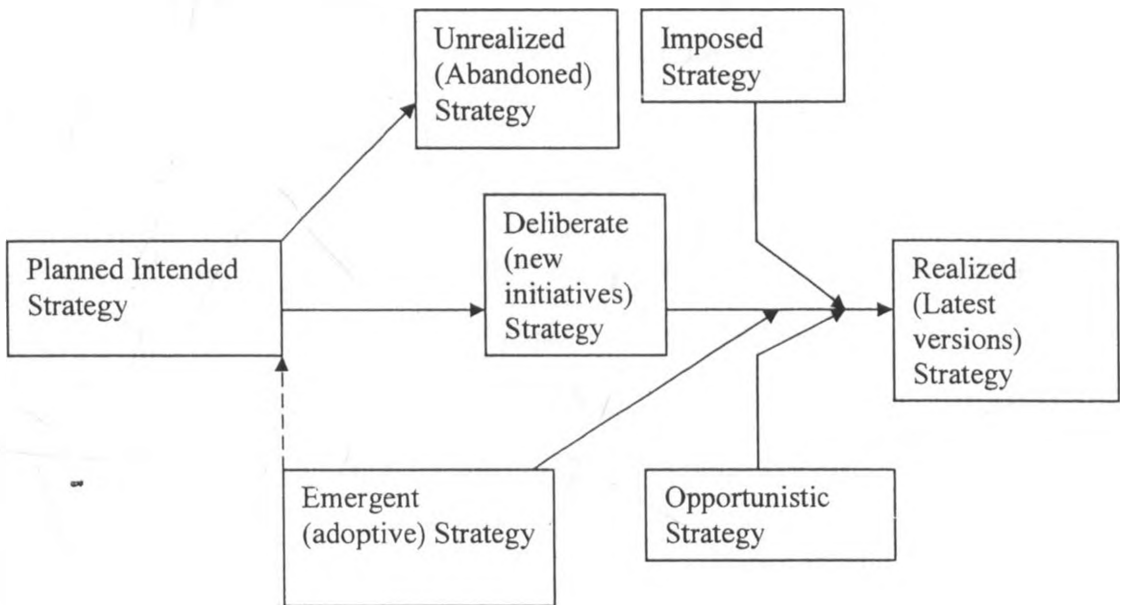 Unrealized
(Abandoned)
Strategy
Imposed
Strategy
Planned Intended
Strategy
Deliberate
(new
initiatives)
Strategy
Realized
(Latest
versions)
Strategy
Emergent
(adoptive) Strategy
Opportunistic
Strategy